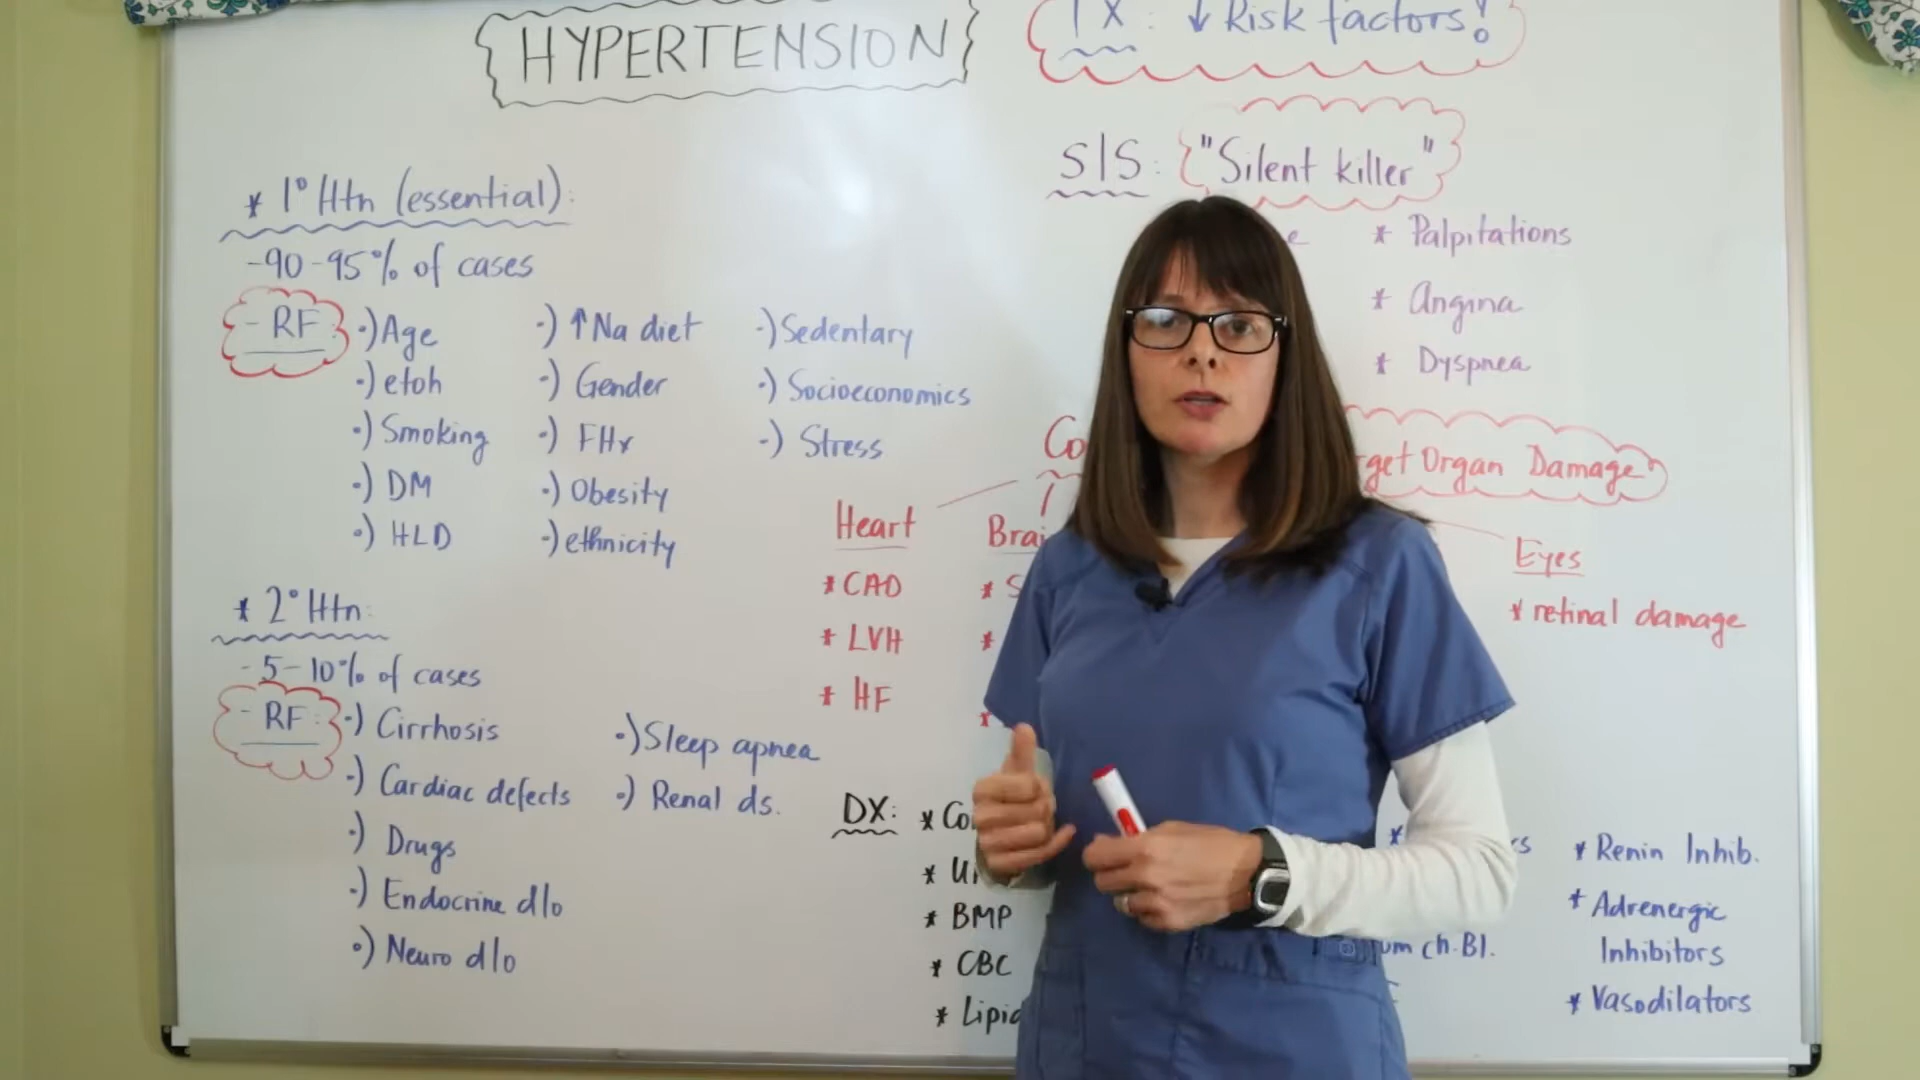 HYPERTENSION
TX: ↓ Risk factors!
* 1° Htn (essential):
-90-95% of cases
- RF:
·) Age
·) etoh
·) Smoking
·) DM
·) HLD
·) ↑Na diet
·) Gender
·) FHx
·) Obesity
·) ethnicity
·) Sedentary
·) Socioeconomics
·) Stress
* 2° Htn:
-5-10% of cases
- RF:
·) Cirrhosis
·) Cardiac defects
·) Drugs
·) Endocrine d/o
·) Neuro d/o
·) Sleep apnea
·) Renal ds.
S/S: "Silent killer"
* Palpitations
* Angina
* Dyspnea
Organ Damage
Heart
* CAD
* LVH
* HF
Eyes
* retinal damage
DX:
* BMP
* CBC
ch. Bl.
* Renin Inhib.
* Adrenergic
Inhibitors
* Vasodilators